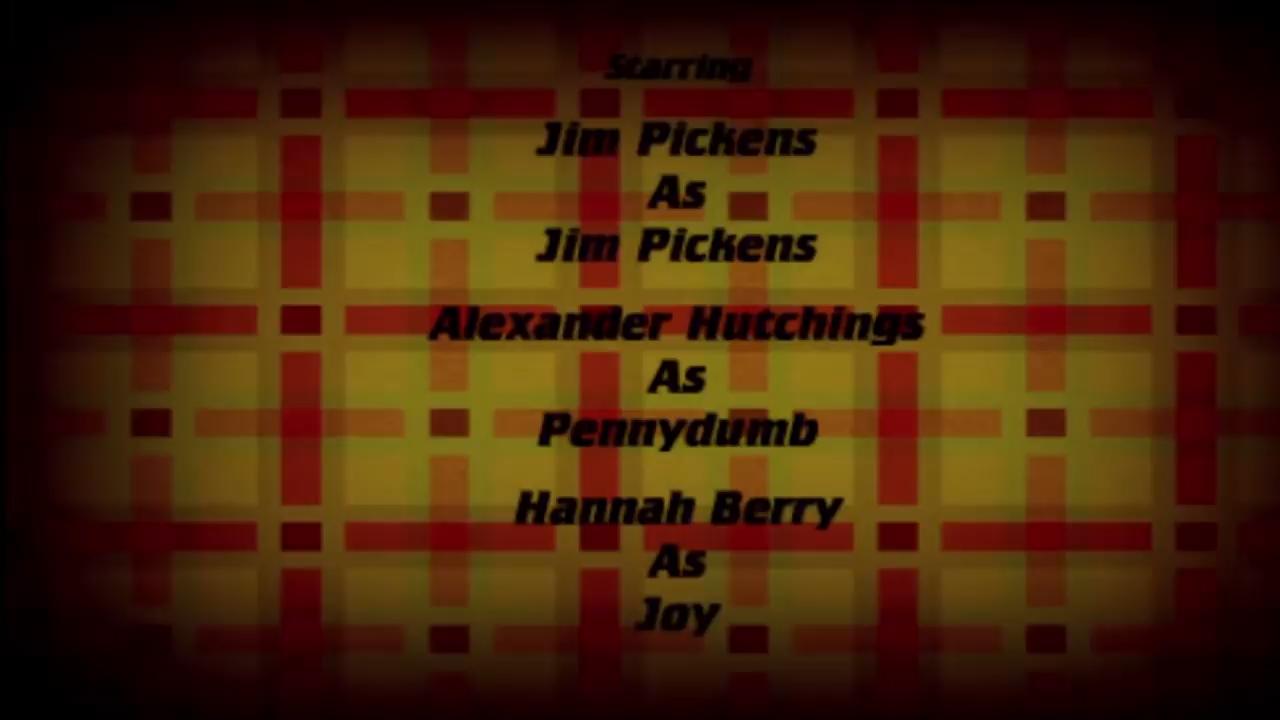 Starring
Jim Pickens
As
Jim Pickens
Alexander Hutchings
As
Pennydumb
Hannah Berry
As
Joy